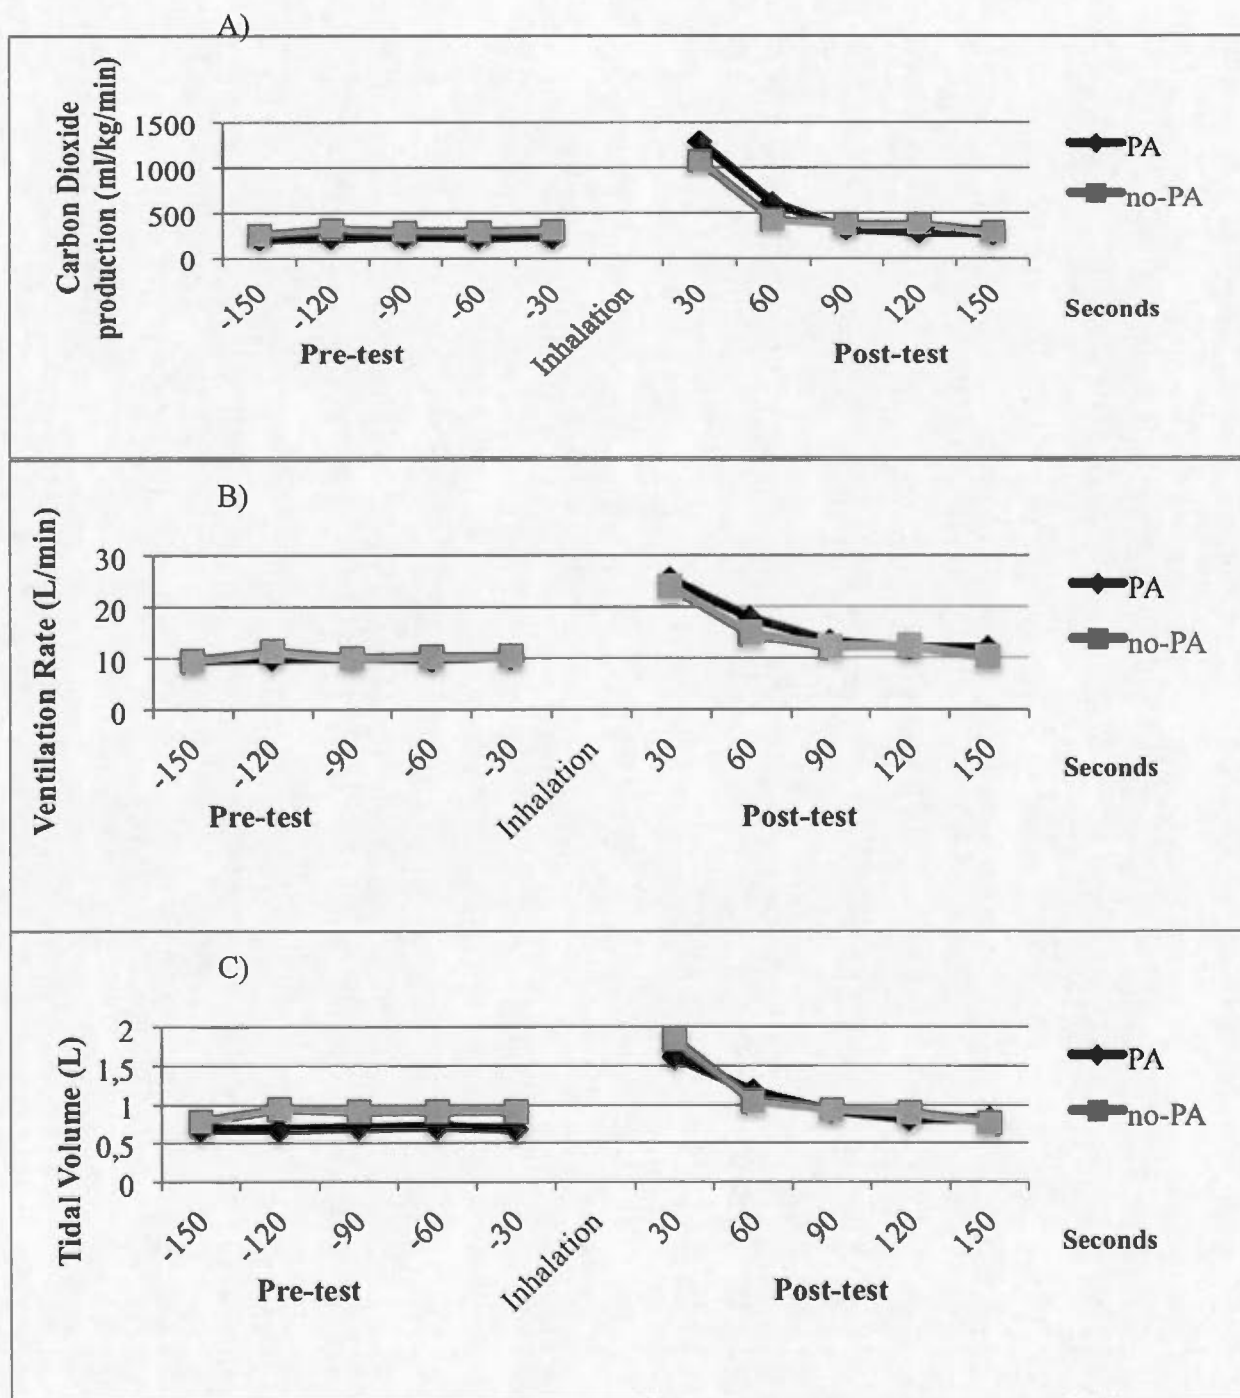 A)
Carbon Dioxide
production (ml/kg/min)
1500
1000
500
0
-150
-120
-90
-60
-30
Inhalation
30
60
90
120
150
Seconds
Pre-test
Post-test
PA
no-PA
B)
Ventilation Rate (L/min)
30
20
10
0
-150
-120
-90
-60
-30
Inhalation
30
60
90
120
150
Seconds
Pre-test
Post-test
PA
no-PA
C)
Tidal Volume (L)
2
1,5
1
0,5
0
-150
-120
-90
-60
-30
Inhalation
30
60
90
120
150
Seconds
Pre-test
Post-test
PA
no-PA